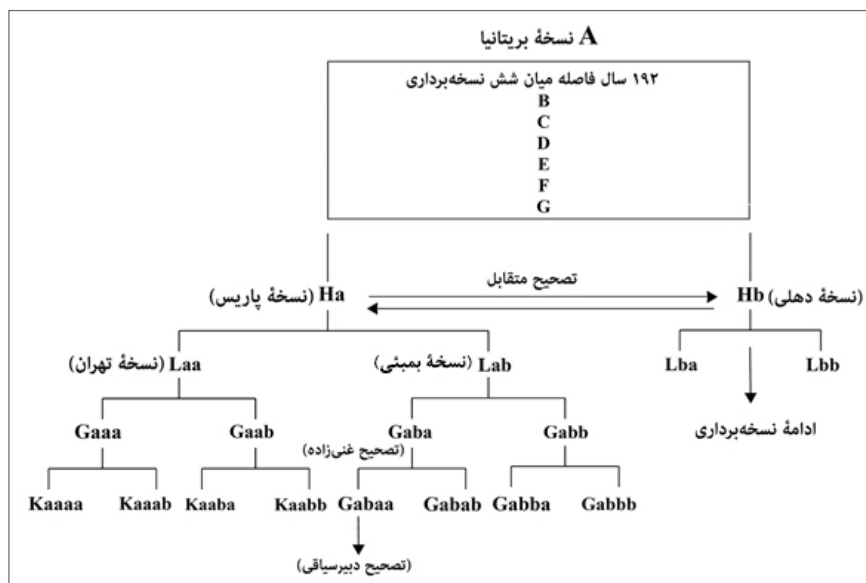 A نسخهٔ بریتانیا
۱۹۲ سال فاصله میان شش نسخه‌برداری
B
C
D
E
F
G
تصحیح متقابل
Ha (نسخهٔ پاریس)
Hb (نسخهٔ دهلی)
Laa (نسخهٔ تهران)
Lab (نسخهٔ بمبئی)
Lba
Lbb
Gaaa
Gaab
Gaba
Gabb
ادامهٔ نسخه‌برداری
(تصحیح غنی‌زاده)
Kaaaa
Kaaab
Kaaba
Kaabb
Gabaa
Gabab
Gabba
Gabbb
(تصحیح دبیرسیاقی)